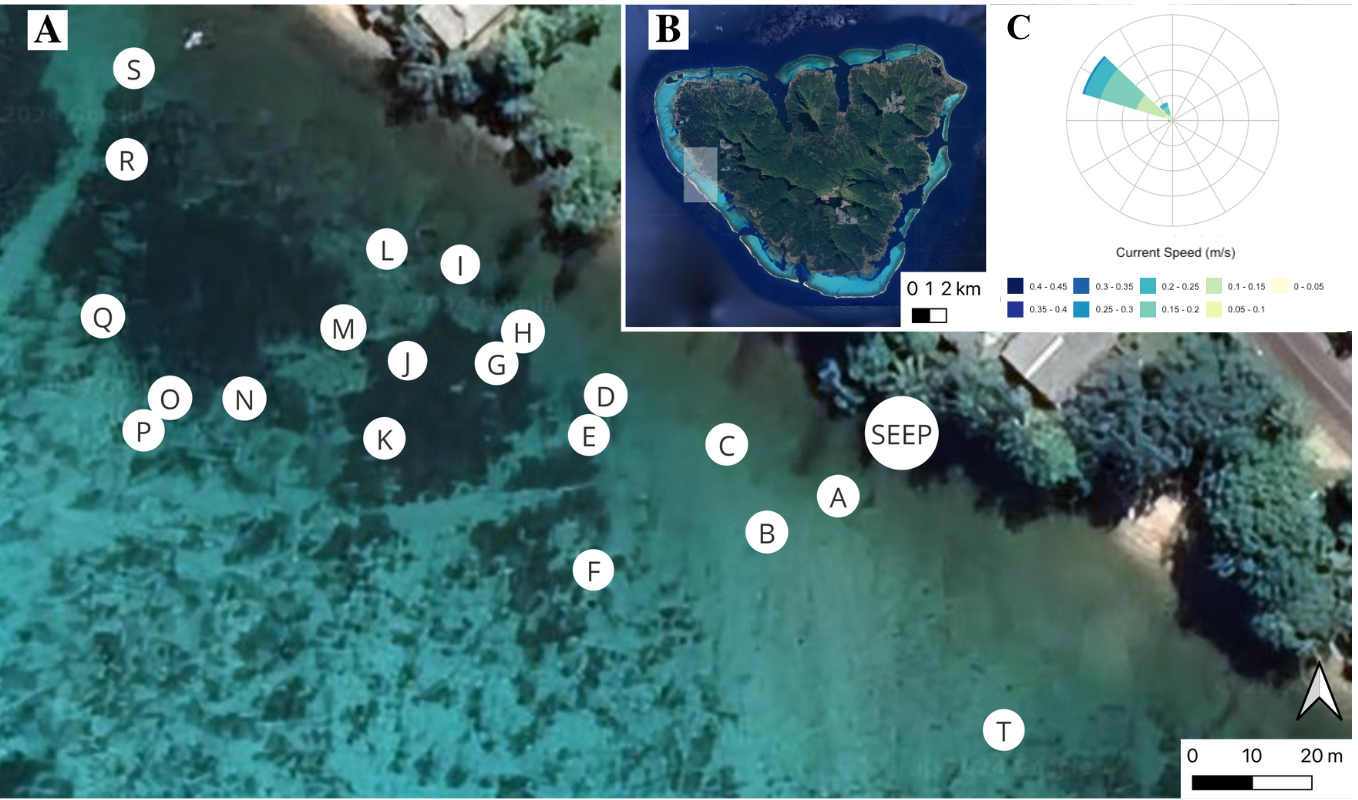 A
B
C
S
R
L
I
Q
M
H
J
G
O
N
D
P
K
E
C
SEEP
A
B
F
T
0 1 2 km
Current Speed (m/s)
0.4 - 0.45
0.3 - 0.35
0.2 - 0.25
0.1 - 0.15
0 - 0.05
0.35 - 0.4
0.25 - 0.3
0.15 - 0.2
0.05 - 0.1
0 10 20 m